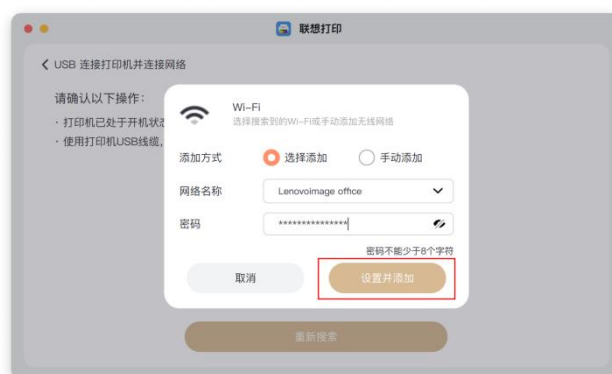 联想打印
USB 连接打印机并连接网络
请确认以下操作：
· 打印机已处于开机状态
· 使用打印机USB线缆，
Wi-Fi
选择搜索到的Wi-Fi或手动添加无线网络
添加方式 选择添加 手动添加
网络名称 Lenovoimage office
密码 ***************
密码不能少于8个字符
取消 设置并添加
重新搜索